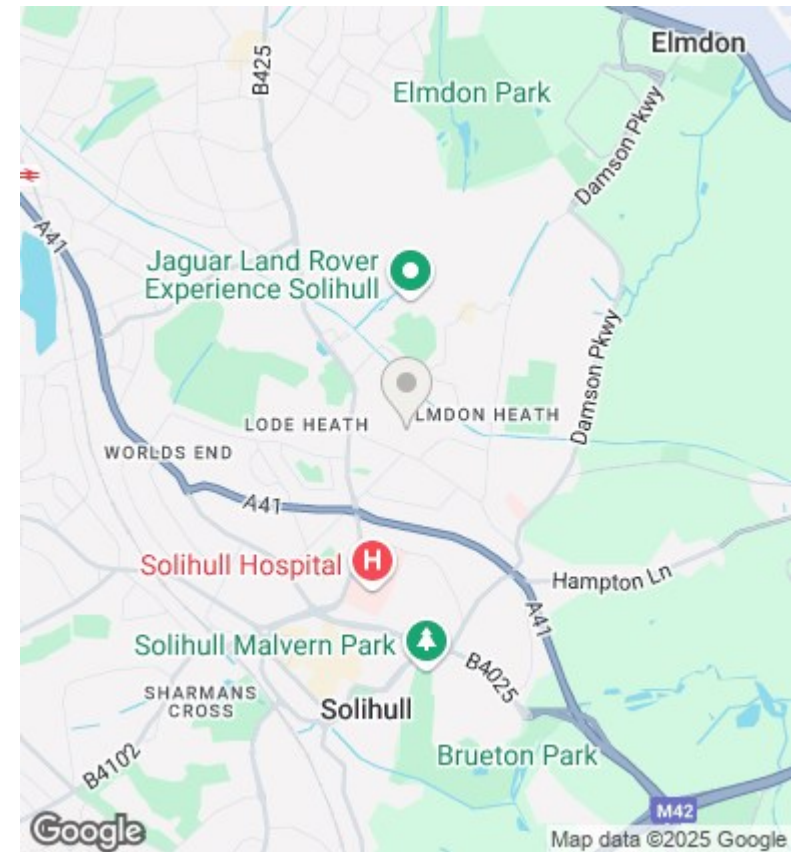 Elmdon
B425
Elmdon Park
Damson Pkwy
A41
Jaguar Land Rover
Experience Solihull
Damson Pkwy
LODE HEATH
LMDON HEATH
WORLDS END
A41
Solihull Hospital
H
Hampton Ln
A41
Solihull Malvern Park
B4025
SHARMANS
CROSS
Solihull
Brueton Park
B4102
M42
Google
Map data ©2025 Google